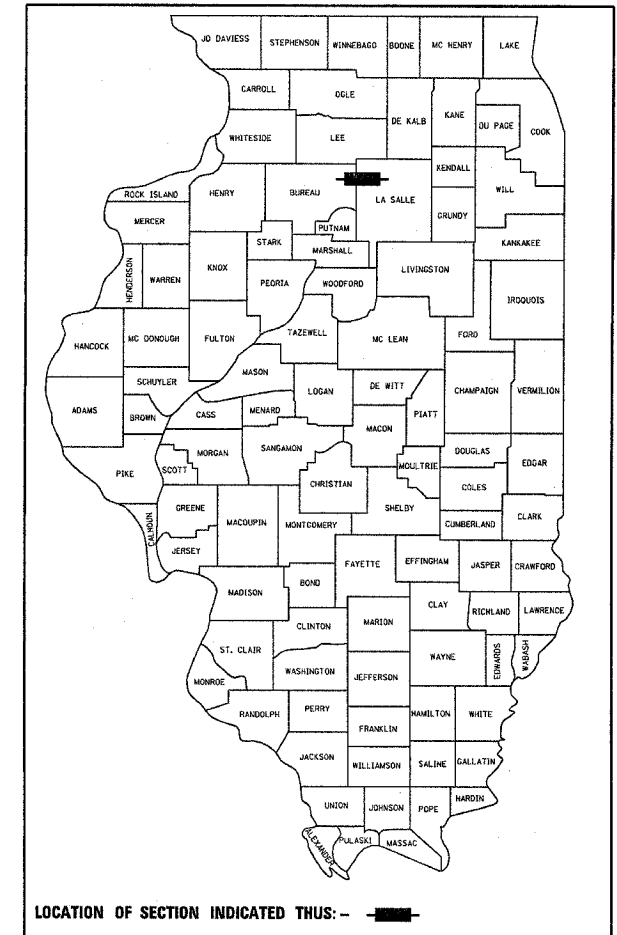 JO DAVIESS STEPHENSON WINNEBAGO BOONE MC HENRY LAKE
CARROLL OGLE DE KALB KANE DU PAGE COOK
WHITESIDE LEE
KENDALL WILL
ROCK ISLAND HENRY BUREAU LA SALLE
MERCER PUTNAM GRUNDY
STARK MARSHALL KANKAKEE
HENDERSON WARREN KNOX PEORIA WOODFORD LIVINGSTON IROQUOIS
HANCOCK MC DONOUGH FULTON TAZEWELL MC LEAN FORD
MASON
SCHUYLER LOGAN DE WITT CHAMPAIGN VERMILION
ADAMS BROWN CASS MENARD MACON PIATT
PIKE SCOTT MORGAN SANGAMON MOULTRIE DOUGLAS EDGAR
CHRISTIAN COLES
GREENE MACOUPIN MONTGOMERY SHELBY CUMBERLAND CLARK
CALHOUN JERSEY
FAYETTE EFFINGHAM JASPER CRAWFORD
MADISON BOND
CLAY RICHLAND LAWRENCE
CLINTON MARION
ST. CLAIR WAYNE EDWARDS WABASH
WASHINGTON JEFFERSON
MONROE
RANDOLPH PERRY HAMILTON WHITE
FRANKLIN
JACKSON WILLIAMSON SALINE GALLATIN
UNION JOHNSON POPE HARDIN
ALEXANDER PULASKI MASSAC
LOCATION OF SECTION INDICATED THUS: –